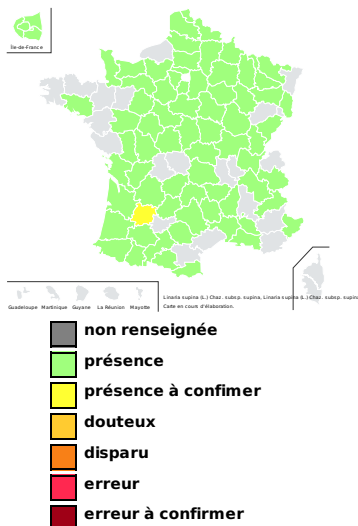 Île-de-France
Guadeloupe Martinique Guyane La Réunion Mayotte
Linaria supina (L.) Chaz. subsp. supina, Linaria supina (L.) Chaz. subsp. supina
Carte en cours d'élaboration.
non renseignée
présence
présence à confimer
douteux
disparu
erreur
erreur à confirmer